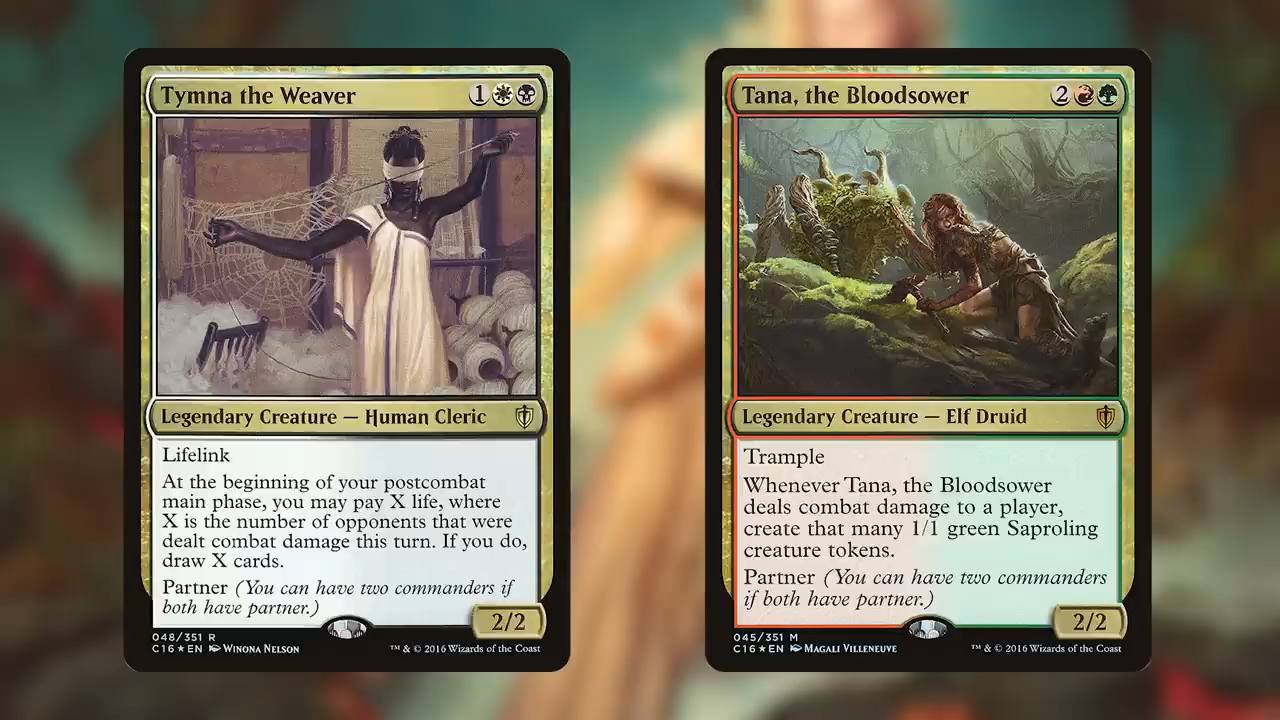 Tymna the Weaver 1
Legendary Creature — Human Cleric
Lifelink
At the beginning of your postcombat
main phase, you may pay X life, where
X is the number of opponents that were
dealt combat damage this turn. If you do,
draw X cards.
Partner (You can have two commanders if
both have partner.)
2/2
048/351 R
C16★EN Winona Nelson ™ & © 2016 Wizards of the Coast
Tana, the Bloodsower 2
Legendary Creature — Elf Druid
Trample
Whenever Tana, the Bloodsower
deals combat damage to a player,
create that many 1/1 green Saproling
creature tokens.
Partner (You can have two commanders
if both have partner.)
2/2
045/351 M
C16★EN Magali Villeneuve ™ & © 2016 Wizards of the Coast